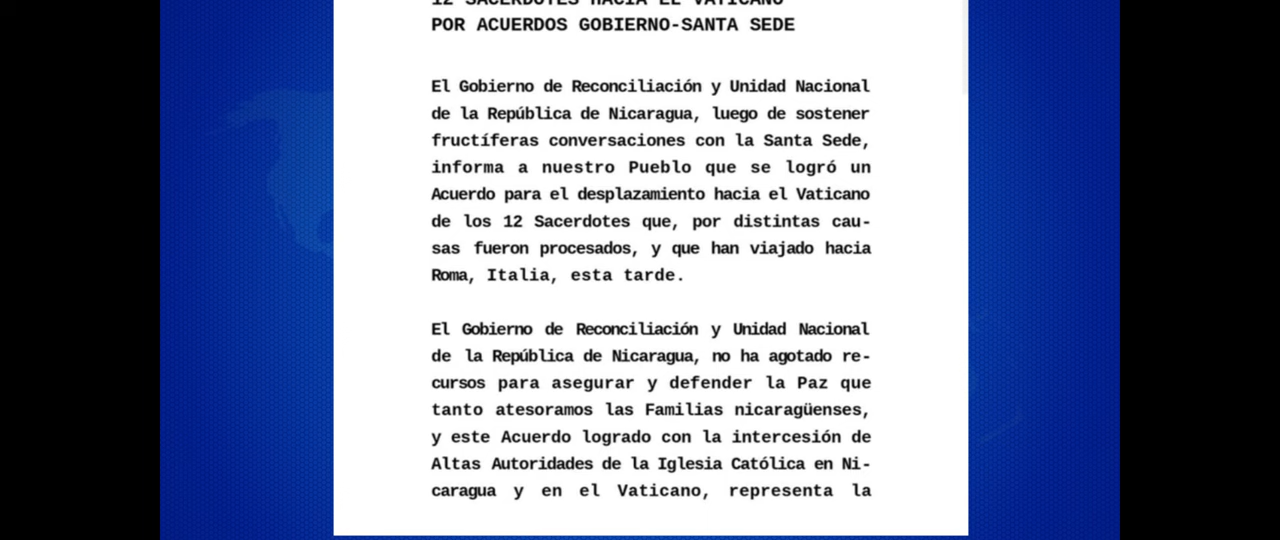 12 SACERDOTES HACIA EL VATICANO
POR ACUERDOS GOBIERNO-SANTA SEDE
El Gobierno de Reconciliación y Unidad Nacional
de la República de Nicaragua, luego de sostener
fructíferas conversaciones con la Santa Sede,
informa a nuestro Pueblo que se logró un
Acuerdo para el desplazamiento hacia el Vaticano
de los 12 Sacerdotes que, por distintas cau-
sas fueron procesados, y que han viajado hacia
Roma, Italia, esta tarde.
El Gobierno de Reconciliación y Unidad Nacional
de la República de Nicaragua, no ha agotado re-
cursos para asegurar y defender la Paz que
tanto atesoramos las Familias nicaragüenses,
y este Acuerdo logrado con la intercesión de
Altas Autoridades de la Iglesia Católica en Ni-
caragua y en el Vaticano, representa la